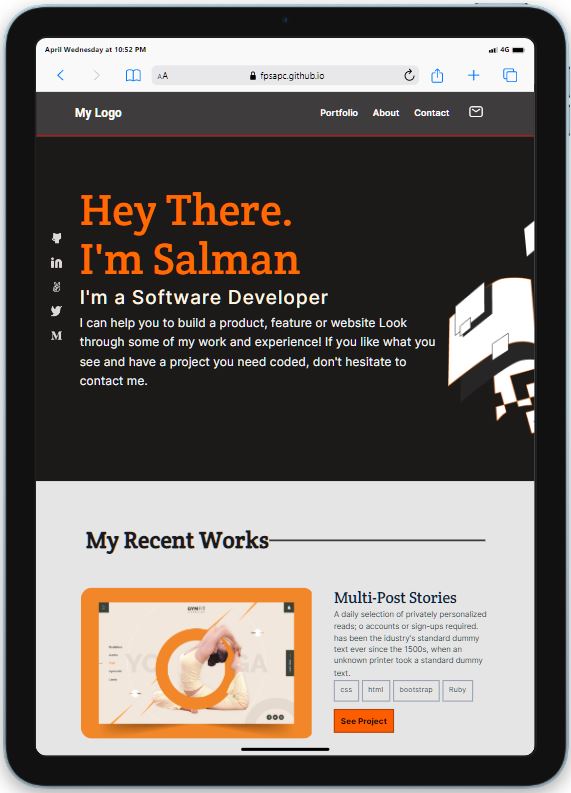 April Wednesday at 10:52 PM
4G
AA
fpsapc.github.io
My Logo
Portfolio About Contact
Hey There.
I'm Salman
I'm a Software Developer
I can help you to build a product, feature or website Look
through some of my work and experience! If you like what you
see and have a project you need coded, don't hesitate to
contact me.
My Recent Works
GYMFIT
YO GA
Multi-Post Stories
A daily selection of privately personalized
reads; o accounts or sign-ups required.
has been the idustry's standard dummy
text ever since the 1500s, when an
unknown printer took a standard dummy
text.
css html bootstrap Ruby
See Project